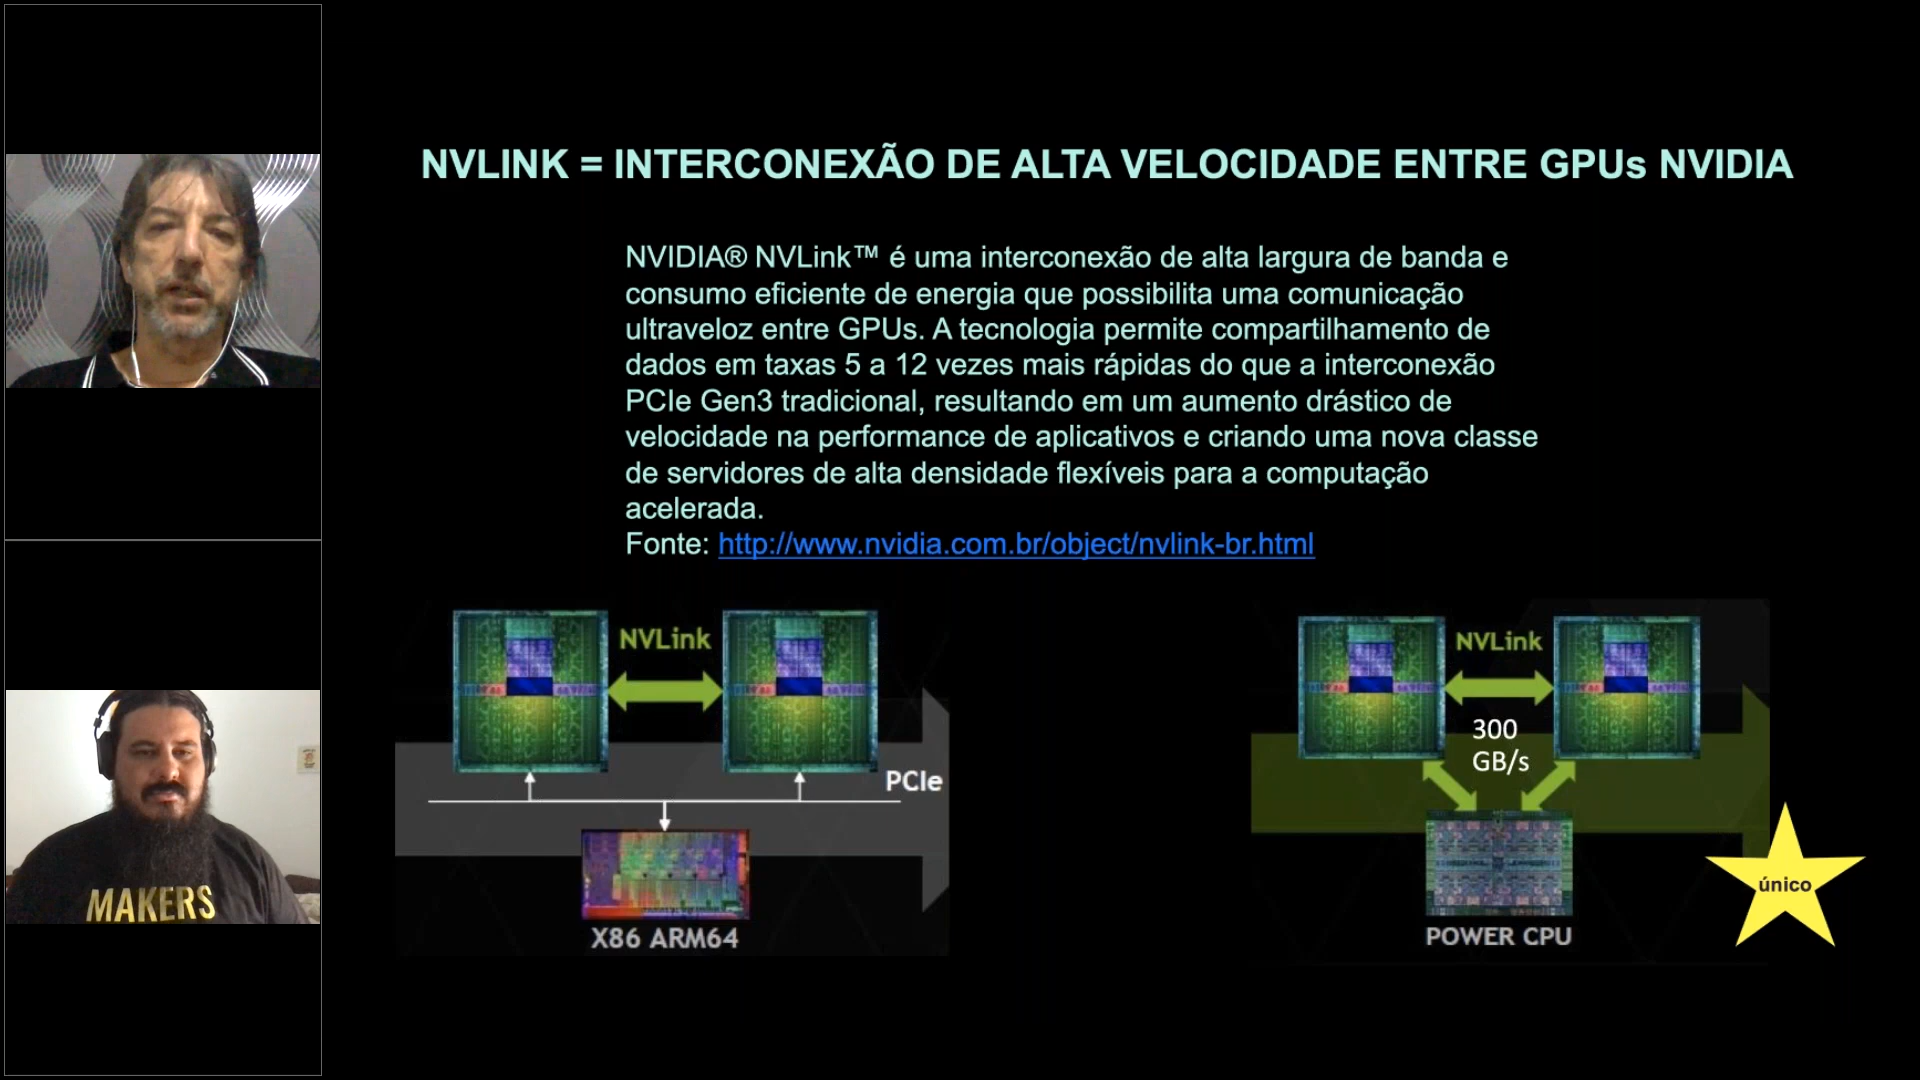 NVLINK = INTERCONEXÃO DE ALTA VELOCIDADE ENTRE GPUs NVIDIA
NVIDIA® NVLink™ é uma interconexão de alta largura de banda e
consumo eficiente de energia que possibilita uma comunicação
ultraveloz entre GPUs. A tecnologia permite compartilhamento de
dados em taxas 5 a 12 vezes mais rápidas do que a interconexão
PCIe Gen3 tradicional, resultando em um aumento drástico de
velocidade na performance de aplicativos e criando uma nova classe
de servidores de alta densidade flexíveis para a computação
acelerada.
Fonte: http://www.nvidia.com.br/object/nvlink-br.html
NVLink
PCIe
X86 ARM64
NVLink
300
GB/s
POWER CPU
único
MAKERS